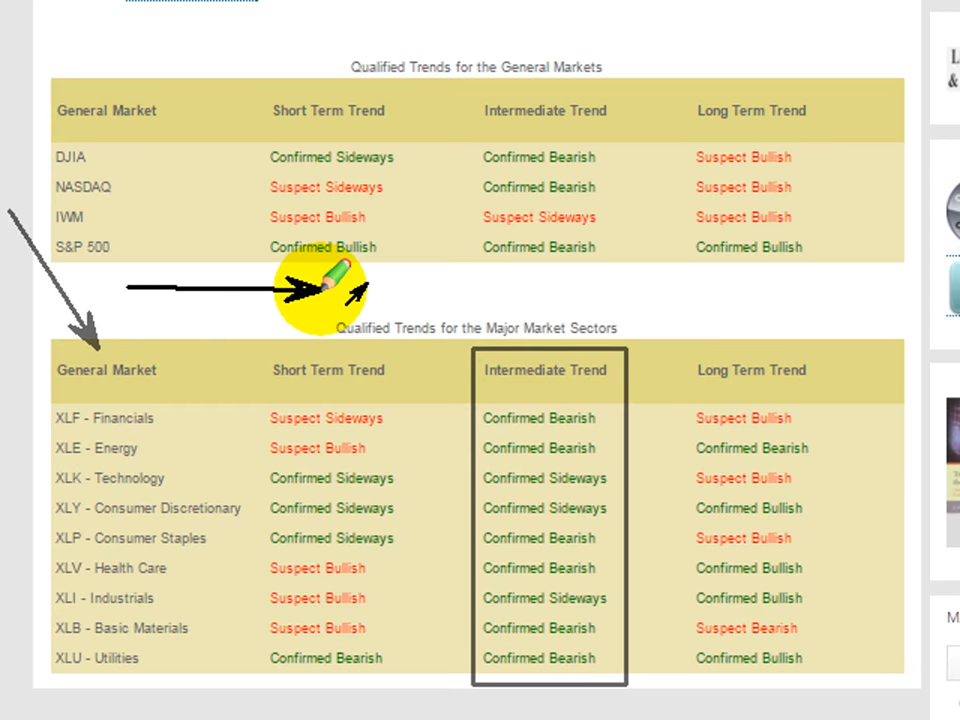 Qualified Trends for the General Markets
General Market Short Term Trend Intermediate Trend Long Term Trend
DJIA Confirmed Sideways Confirmed Bearish Suspect Bullish
NASDAQ Suspect Sideways Confirmed Bearish Suspect Bullish
IWM Suspect Bullish Suspect Sideways Suspect Bullish
S&P 500 Confirmed Bullish Confirmed Bearish Confirmed Bullish
Qualified Trends for the Major Market Sectors
General Market Short Term Trend Intermediate Trend Long Term Trend
XLF - Financials Suspect Sideways Confirmed Bearish Suspect Bullish
XLE - Energy Suspect Bullish Confirmed Bearish Confirmed Bearish
XLK - Technology Confirmed Sideways Confirmed Sideways Suspect Bullish
XLY - Consumer Discretionary Confirmed Sideways Confirmed Sideways Confirmed Bullish
XLP - Consumer Staples Confirmed Sideways Confirmed Bearish Suspect Bullish
XLV - Health Care Suspect Bullish Confirmed Bearish Confirmed Bullish
XLI - Industrials Suspect Bullish Confirmed Sideways Confirmed Bullish
XLB - Basic Materials Suspect Bullish Confirmed Bearish Suspect Bearish
XLU - Utilities Confirmed Bearish Confirmed Bearish Confirmed Bullish